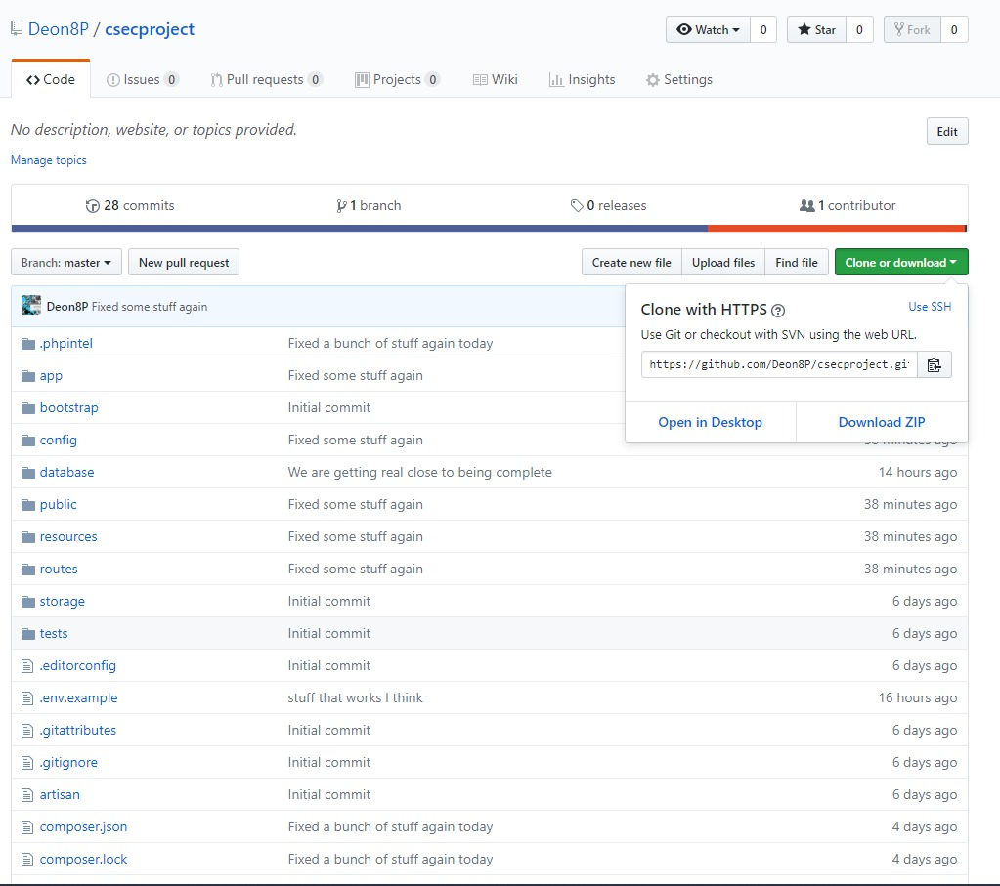 Deon8P / csecproject
Watch 0 Star 0 Fork 0
Code Issues 0 Pull requests 0 Projects 0 Wiki Insights Settings
No description, website, or topics provided.
Edit
Manage topics
28 commits 1 branch 0 releases 1 contributor
Branch: master New pull request Create new file Upload files Find file Clone or download
Deon8P Fixed some stuff again
Clone with HTTPS ? Use SSH
Use Git or checkout with SVN using the web URL.
https://github.com/Deon8P/csecproject.gi
Open in Desktop Download ZIP
.phpintel Fixed a bunch of stuff again today
app Fixed some stuff again
bootstrap Initial commit
config Fixed some stuff again minutes ago
database We are getting real close to being complete 14 hours ago
public Fixed some stuff again 38 minutes ago
resources Fixed some stuff again 38 minutes ago
routes Fixed some stuff again 38 minutes ago
storage Initial commit 6 days ago
tests Initial commit 6 days ago
.editorconfig Initial commit 6 days ago
.env.example stuff that works I think 16 hours ago
.gitattributes Initial commit 6 days ago
.gitignore Initial commit 6 days ago
artisan Initial commit 6 days ago
composer.json Fixed a bunch of stuff again today 4 days ago
composer.lock Fixed a bunch of stuff again today 4 days ago